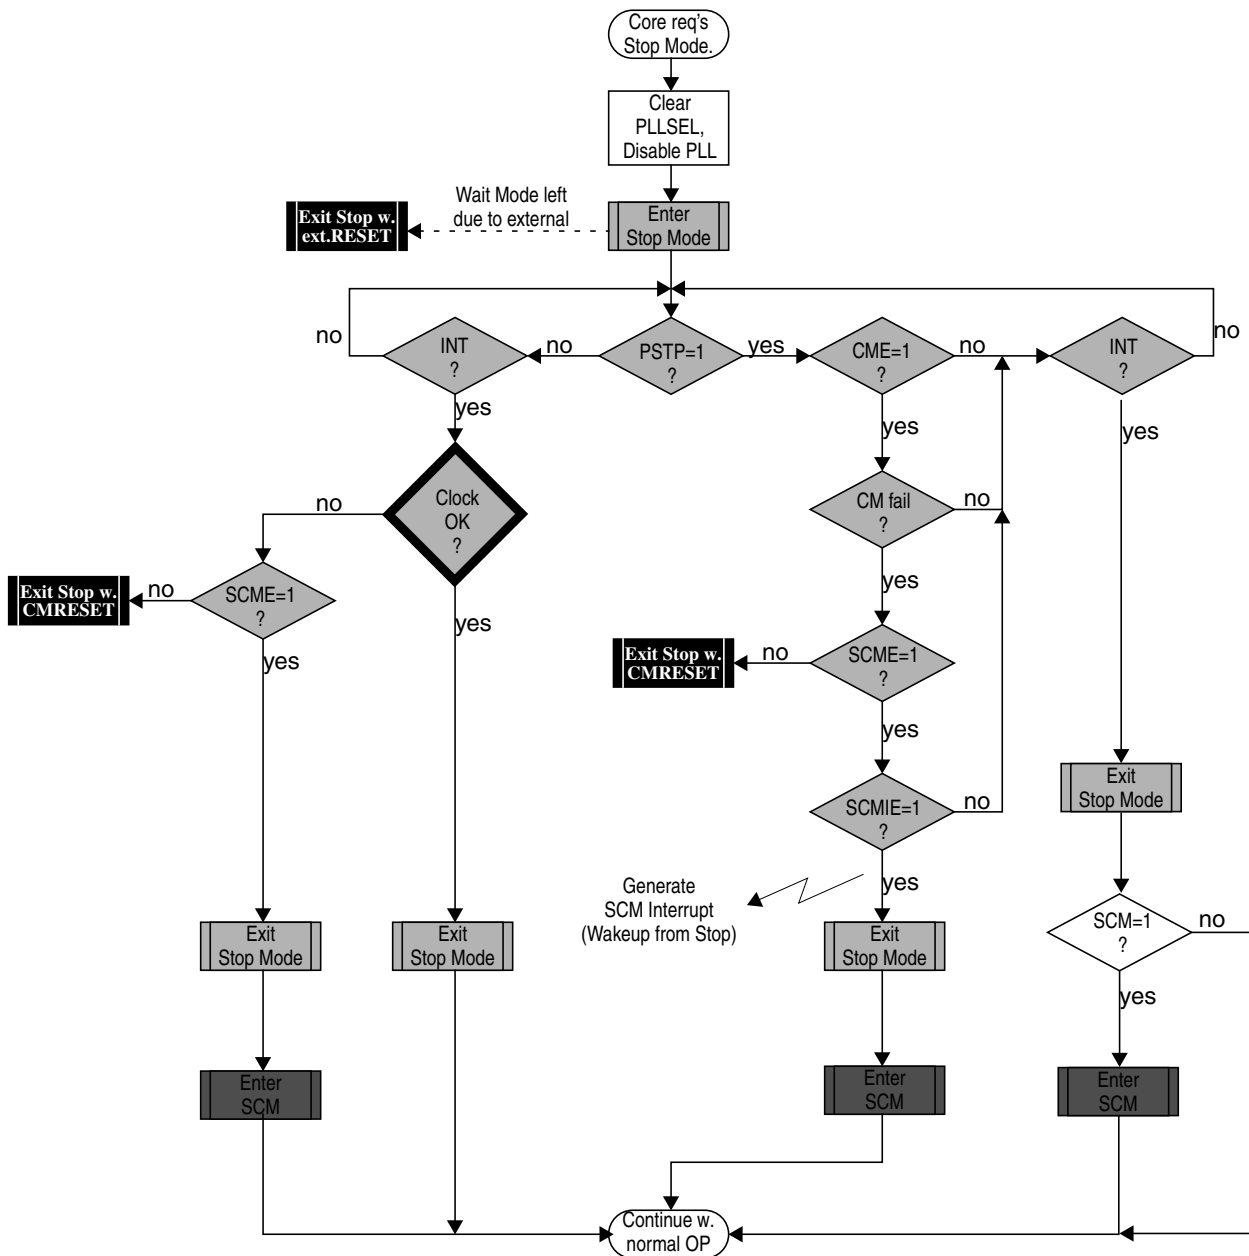 Core req's
Stop Mode.
Clear
PLLSEL,
Disable PLL
Wait Mode left
due to external
Exit Stop w.
ext.RESET
Enter
Stop Mode
no
INT
?
no
PSTP=1
?
yes
CME=1
?
no
INT
?
no
yes
yes
yes
Clock
OK
?
no
CM fail
?
no
yes
Exit Stop w.
CMRESET
no
SCME=1
?
yes
yes
Exit Stop w.
CMRESET
no
SCME=1
?
yes
SCMIE=1
?
no
Exit
Stop Mode
yes
Generate
SCM Interrupt
(Wakeup from Stop)
Exit
Stop Mode
Exit
Stop Mode
Exit
Stop Mode
SCM=1
?
no
yes
Enter
SCM
Enter
SCM
Enter
SCM
Continue w.
normal OP